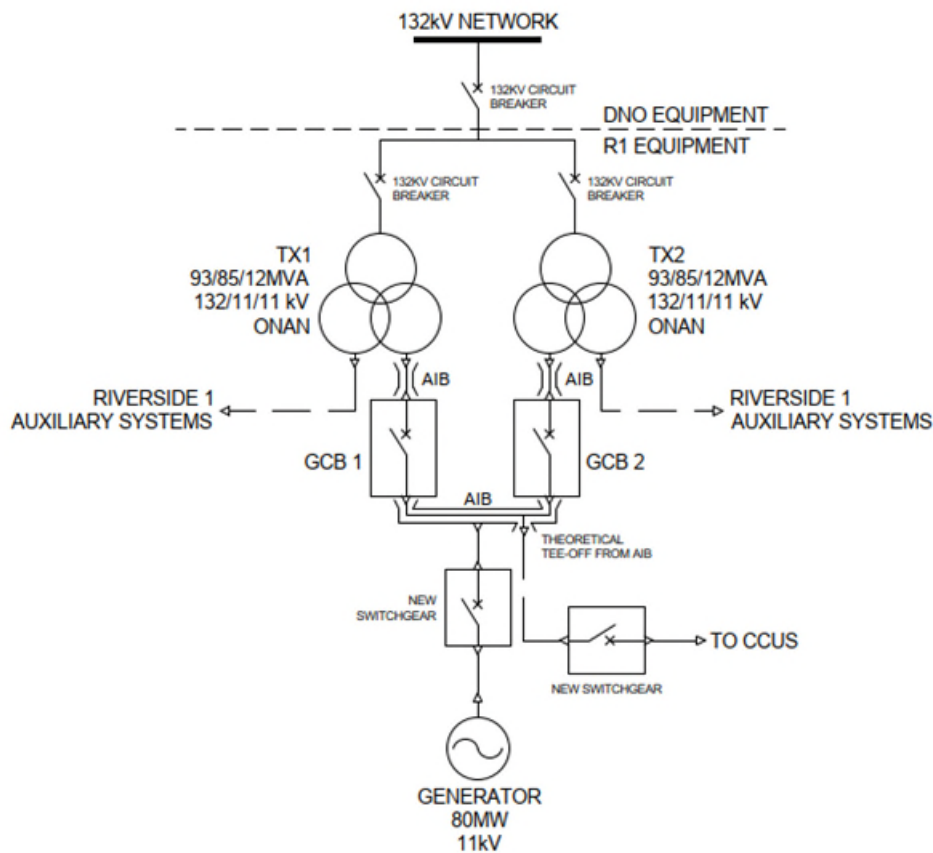 132kV NETWORK
132KV CIRCUIT
BREAKER
DNO EQUIPMENT
R1 EQUIPMENT
132KV CIRCUIT
BREAKER
132KV CIRCUIT
BREAKER
TX1
93/85/12MVA
132/11/11 kV
ONAN
TX2
93/85/12MVA
132/11/11 kV
ONAN
AIB
AIB
RIVERSIDE 1
AUXILIARY SYSTEMS
RIVERSIDE 1
AUXILIARY SYSTEMS
GCB 1
GCB 2
AIB
THEORETICAL
TEE-OFF FROM AIB
NEW
SWITCHGEAR
TO CCUS
NEW SWITCHGEAR
GENERATOR
80MW
11kV